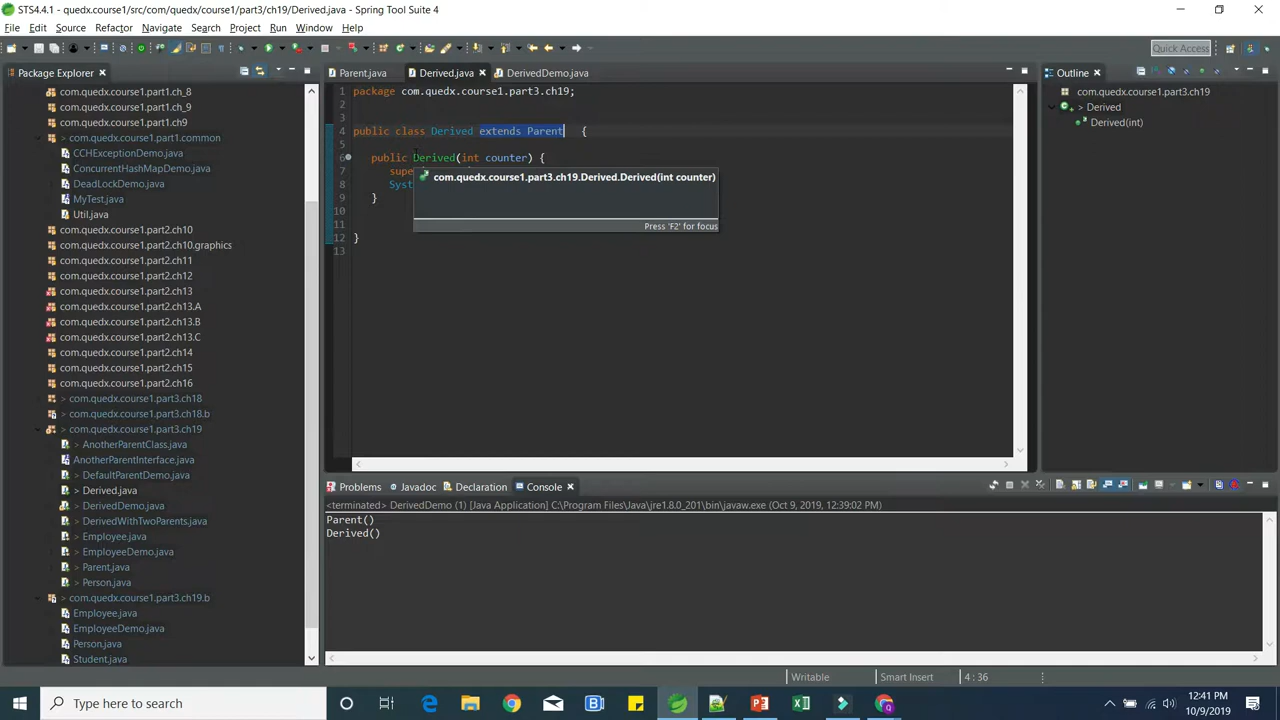 STS4.4.1 - quedx.course1/src/com/quedx/course1/part3/ch19/Derived.java - Spring Tool Suite 4
File Edit Source Refactor Navigate Search Project Run Window Help
Quick Access
Package Explorer
com.quedx.course1.part1.ch_8
com.quedx.course1.part1.ch_9
com.quedx.course1.part1.ch9
> com.quedx.course1.part1.common
CCHExceptionDemo.java
ConcurrentHashMapDemo.java
DeadLockDemo.java
MyTest.java
Util.java
com.quedx.course1.part2.ch10
com.quedx.course1.part2.ch10.graphics
com.quedx.course1.part2.ch11
com.quedx.course1.part2.ch12
com.quedx.course1.part2.ch13
com.quedx.course1.part2.ch13.A
com.quedx.course1.part2.ch13.B
com.quedx.course1.part2.ch13.C
com.quedx.course1.part2.ch14
com.quedx.course1.part2.ch15
com.quedx.course1.part2.ch16
> com.quedx.course1.part3.ch18
> com.quedx.course1.part3.ch18.b
> com.quedx.course1.part3.ch19
> AnotherParentClass.java
AnotherParentInterface.java
> DefaultParentDemo.java
> Derived.java
> DerivedDemo.java
> DerivedWithTwoParents.java
> Employee.java
> EmployeeDemo.java
> Parent.java
> Person.java
> com.quedx.course1.part3.ch19.b
Employee.java
EmployeeDemo.java
Person.java
Student.java
Parent.java Derived.java DerivedDemo.java
1 package com.quedx.course1.part3.ch19;
2
3
4 public class Derived extends Parent {
5
6 public Derived(int counter) {
7
8 Syst
9 }
10
11
12 }
13
com.quedx.course1.part3.ch19.Derived.Derived(int counter)
Press 'F2' for focus
Outline
com.quedx.course1.part3.ch19
> Derived
Derived(int)
Problems Javadoc Declaration Console
<terminated> DerivedDemo (1) [Java Application] C:\Program Files\Java\jre1.8.0_201\bin\javaw.exe (Oct 9, 2019, 12:39:02 PM)
Parent()
Derived()
Writable Smart Insert 4 : 36
Type here to search
12:41 PM
10/9/2019